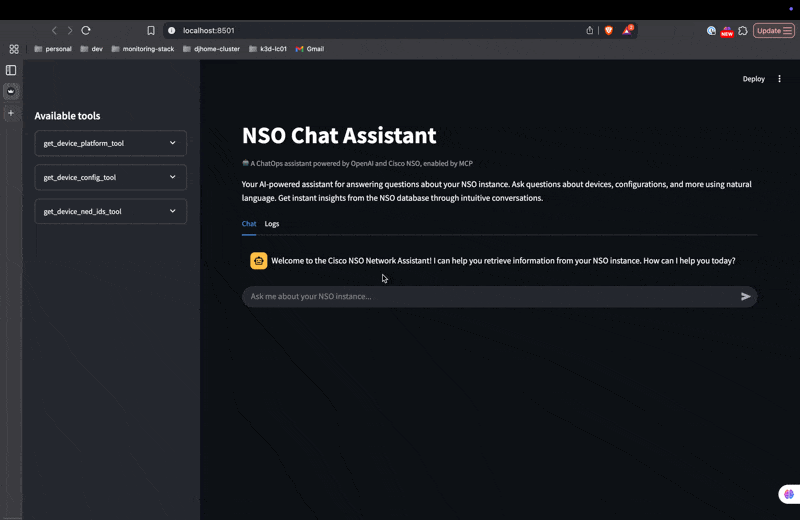 localhost:8501
3
NEW
Update
personal
dev
monitoring-stack
djhome-cluster
k3d-lc01
Gmail
Deploy
Available tools
get_device_platform_tool
get_device_config_tool
get_device_ned_ids_tool
NSO Chat Assistant
A ChatOps assistant powered by OpenAI and Cisco NSO, enabled by MCP
Your AI-powered assistant for answering questions about your NSO instance. Ask questions about devices, configurations, and more using natural
language. Get instant insights from the NSO database through intuitive conversations.
Chat
Logs
Welcome to the Cisco NSO Network Assistant! I can help you retrieve information from your NSO instance. How can I help you today?
Ask me about your NSO instance...